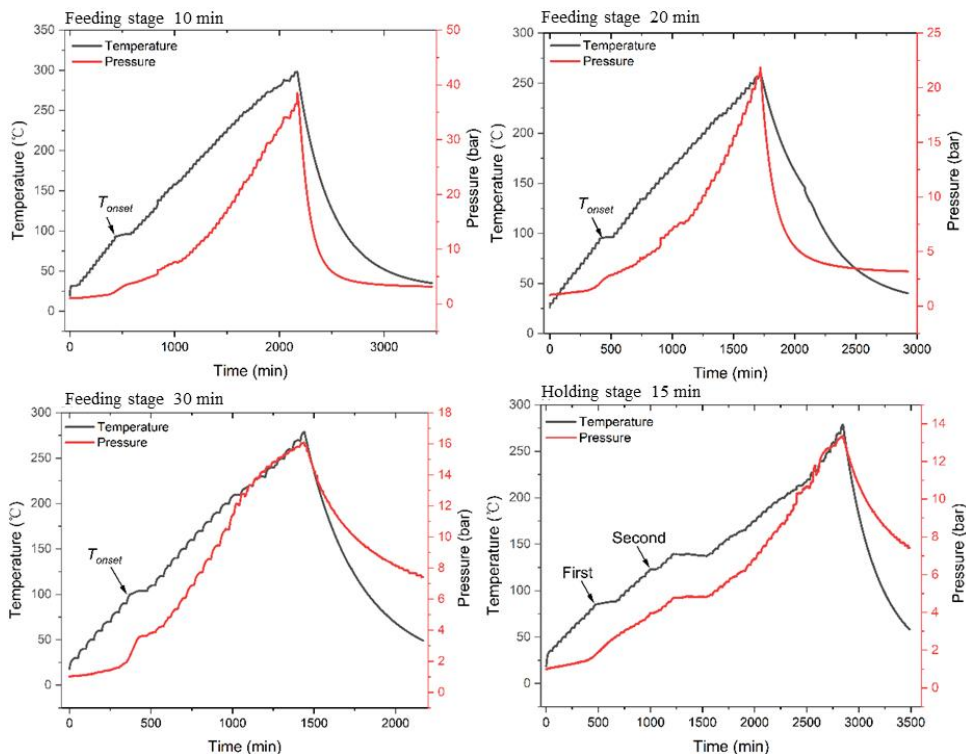 Feeding stage 10 min
Temperature
Pressure
T_onset
Temperature (℃)
Pressure (bar)
350
300
250
200
150
100
50
0
50
40
30
20
10
0
0 1000 2000 3000
Time (min)
Feeding stage 20 min
Temperature
Pressure
T_onset
Temperature (℃)
Pressure (bar)
300
250
200
150
100
50
0
25
20
15
10
5
0
0 500 1000 1500 2000 2500 3000
Time (min)
Feeding stage 30 min
Temperature
Pressure
T_onset
Temperature (℃)
Pressure (bar)
300
250
200
150
100
50
0
18
16
14
12
10
8
6
4
2
0
0 500 1000 1500 2000
Time (min)
Holding stage 15 min
Temperature
Pressure
First
Second
Temperature (℃)
Pressure (bar)
300
250
200
150
100
50
0
14
12
10
8
6
4
2
0
0 500 1000 1500 2000 2500 3000 3500
Time (min)